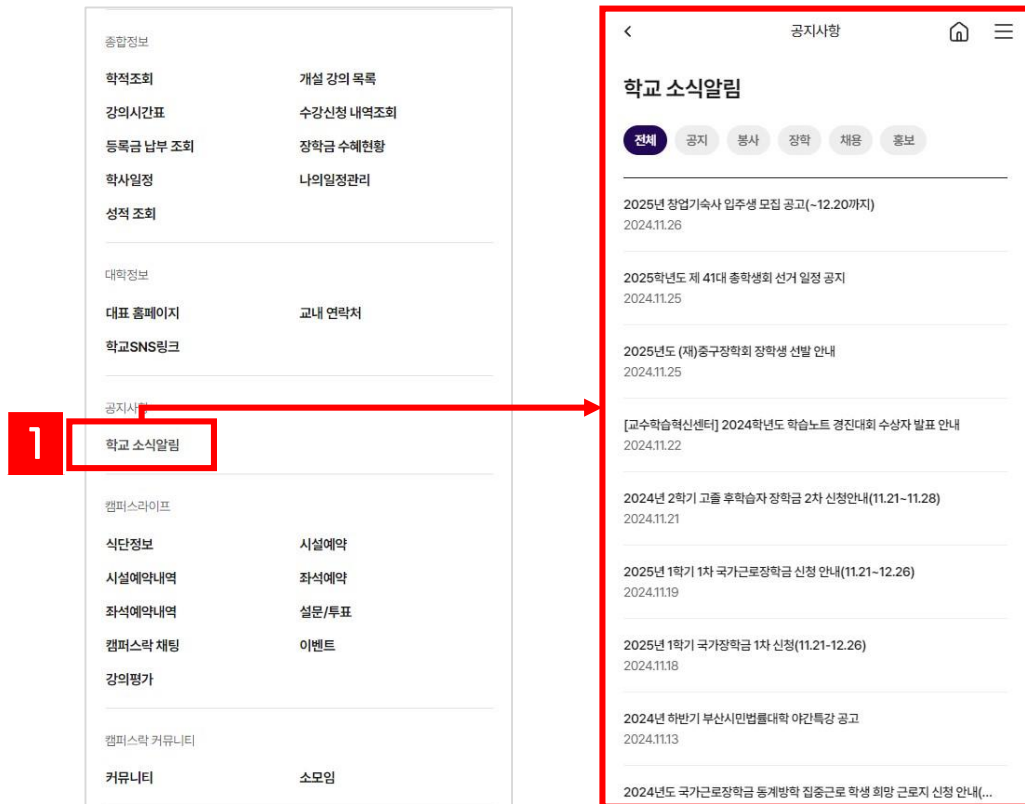 종합정보
학적조회 개설 강의 목록
강의시간표 수강신청 내역조회
등록금 납부 조회 장학금 수혜현황
학사일정 나의일정관리
성적 조회
대학정보
대표 홈페이지 교내 연락처
학교SNS링크
공지사항
1
학교 소식알림
캠퍼스라이프
식단정보 시설예약
시설예약내역 좌석예약
좌석예약내역 설문/투표
캠퍼스락 채팅 이벤트
강의평가
캠퍼스락 커뮤니티
커뮤니티 소모임
공지사항
학교 소식알림
전체 공지 봉사 장학 채용 홍보
2025년 창업기숙사 입주생 모집 공고(~12.20까지)
2024.11.26
2025학년도 제 41대 총학생회 선거 일정 공지
2024.11.25
2025년도 (재)중구장학회 장학생 선발 안내
2024.11.25
[교수학습혁신센터] 2024학년도 학습노트 경진대회 수상자 발표 안내
2024.11.22
2024년 2학기 고졸 후학습자 장학금 2차 신청안내(11.21~11.28)
2024.11.21
2025년 1학기 1차 국가근로장학금 신청 안내(11.21~12.26)
2024.11.19
2025년 1학기 국가장학금 1차 신청(11.21-12.26)
2024.11.18
2024년 하반기 부산시민법률대학 야간특강 공고
2024.11.13
2024년도 국가근로장학금 동계방학 집중근로 학생 희망 근로지 신청 안내(...